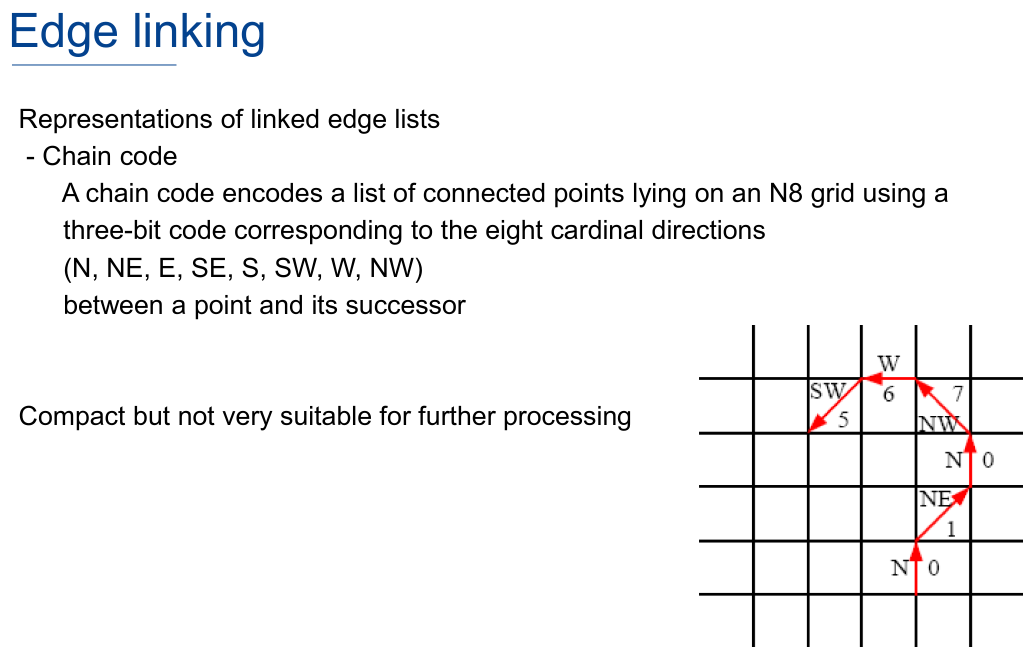 Edge linking
Representations of linked edge lists
- Chain code
A chain code encodes a list of connected points lying on an N8 grid using a
three-bit code corresponding to the eight cardinal directions
(N, NE, E, SE, S, SW, W, NW)
between a point and its successor
Compact but not very suitable for further processing
W
SW 6 7
5 NW
N 0
NE
1
N 0